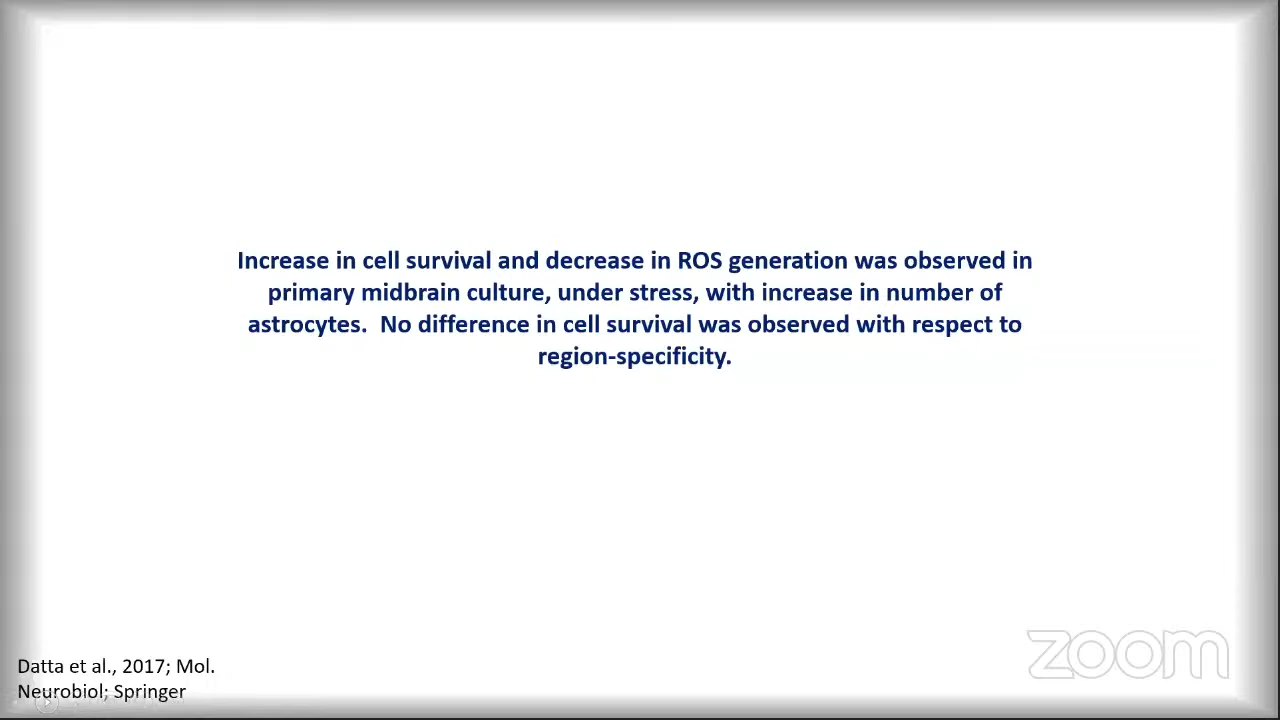 Increase in cell survival and decrease in ROS generation was observed in
primary midbrain culture, under stress, with increase in number of
astrocytes.  No difference in cell survival was observed with respect to
region-specificity.
Datta et al., 2017; Mol.
Neurobiol; Springer
zoom